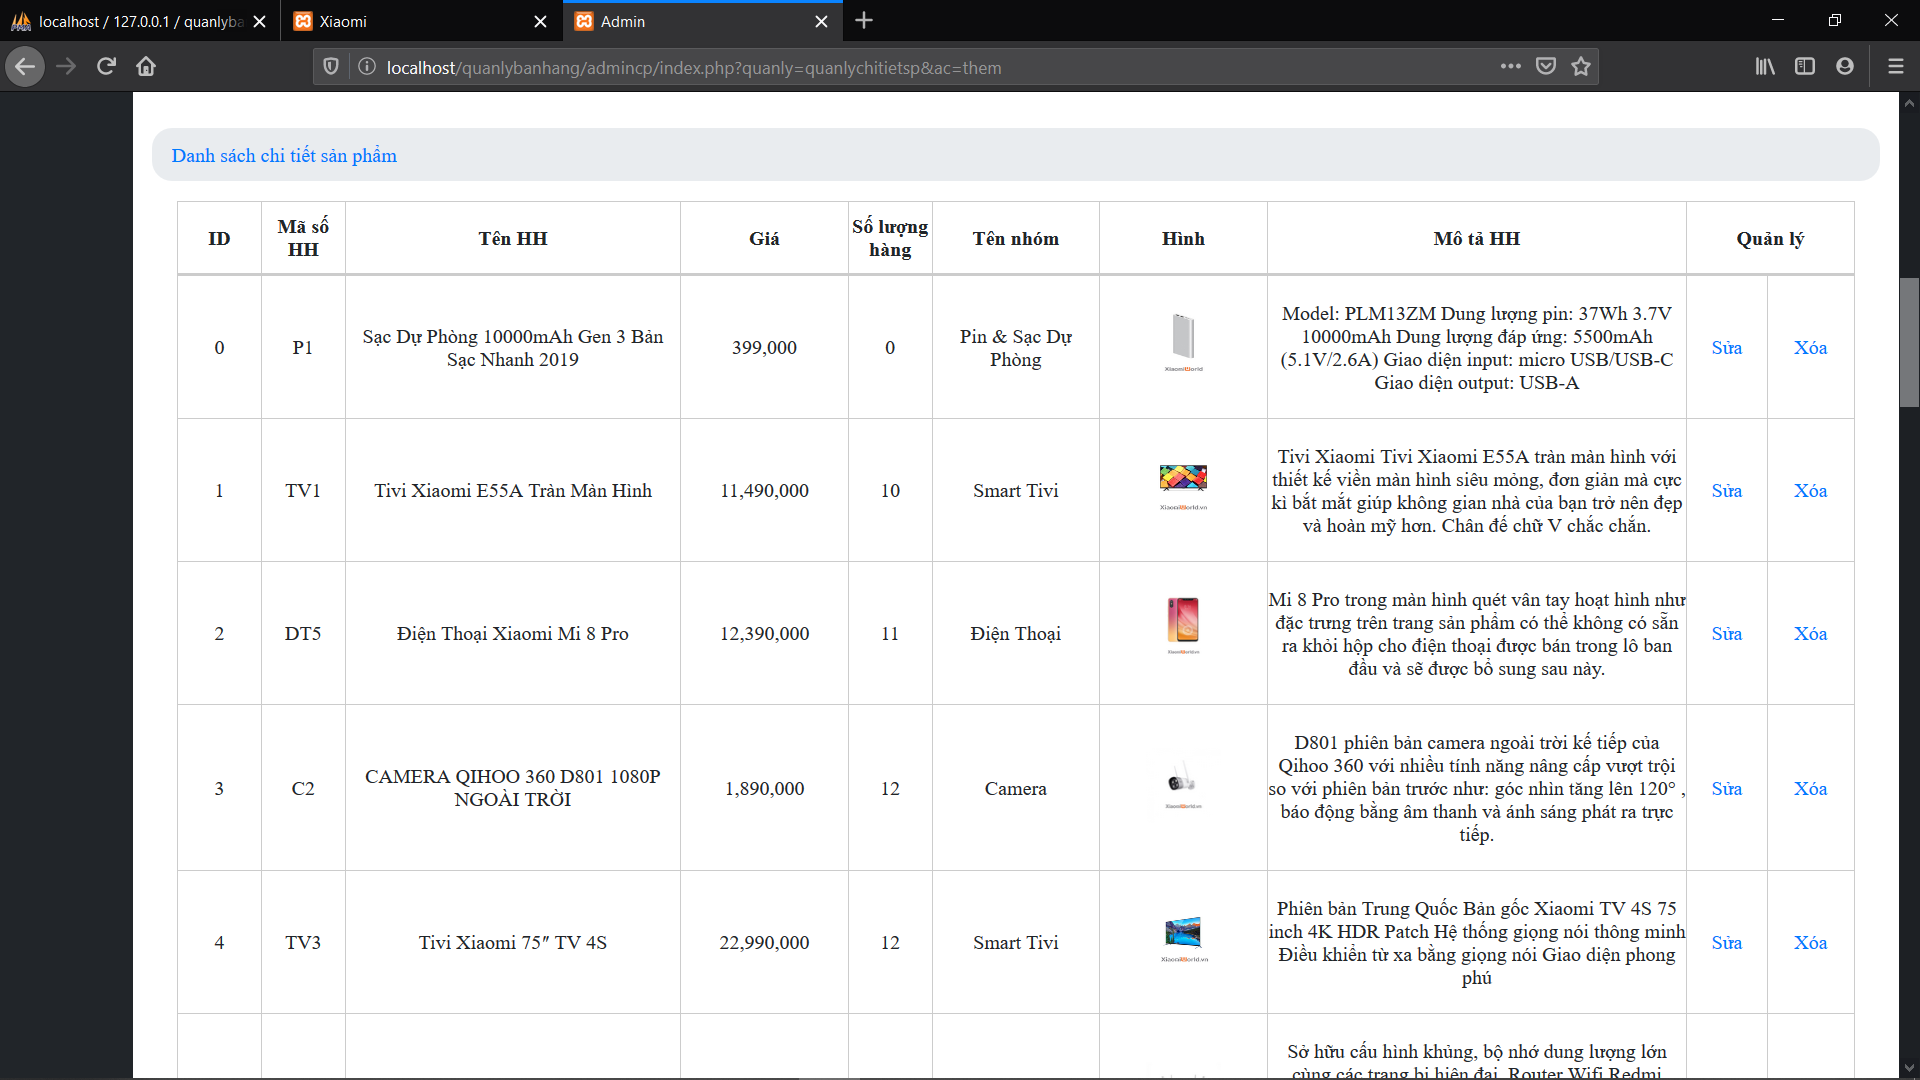 localhost / 127.0.0.1 / quanlyba
Xiaomi
Admin
localhost/quanlybanhang/admincp/index.php?quanly=quanlychitietsp&ac=them
Danh sách chi tiết sản phẩm
ID
Mã số
HH
Tên HH
Giá
Số lượng
hàng
Tên nhóm
Hình
Mô tả HH
Quản lý
0
P1
Sạc Dự Phòng 10000mAh Gen 3 Bản
Sạc Nhanh 2019
399,000
0
Pin & Sạc Dự
Phòng
XiaomiWorld
Model: PLM13ZM Dung lượng pin: 37Wh 3.7V
10000mAh Dung lượng đáp ứng: 5500mAh
(5.1V/2.6A) Giao diện input: micro USB/USB-C
Giao diện output: USB-A
Sửa
Xóa
1
TV1
Tivi Xiaomi E55A Tràn Màn Hình
11,490,000
10
Smart Tivi
XiaomiWorld.vn
Tivi Xiaomi Tivi Xiaomi E55A tràn màn hình với
thiết kế viền màn hình siêu mỏng, đơn giản mà cực
kì bắt mắt giúp không gian nhà của bạn trở nên đẹp
và hoàn mỹ hơn. Chân đế chữ V chắc chắn.
Sửa
Xóa
2
DT5
Điện Thoại Xiaomi Mi 8 Pro
12,390,000
11
Điện Thoại
XiaomiWorld.vn
Mi 8 Pro trong màn hình quét vân tay hoạt hình như
đặc trưng trên trang sản phẩm có thể không có sẵn
ra khỏi hộp cho điện thoại được bán trong lô ban
đầu và sẽ được bổ sung sau này.
Sửa
Xóa
3
C2
CAMERA QIHOO 360 D801 1080P
NGOÀI TRỜI
1,890,000
12
Camera
XiaomiWorld.vn
D801 phiên bản camera ngoài trời kế tiếp của
Qihoo 360 với nhiều tính năng nâng cấp vượt trội
so với phiên bản trước như: góc nhìn tăng lên 120° ,
báo động bằng âm thanh và ánh sáng phát ra trực
tiếp.
Sửa
Xóa
4
TV3
Tivi Xiaomi 75″ TV 4S
22,990,000
12
Smart Tivi
XiaomiWorld.vn
Phiên bản Trung Quốc Bản gốc Xiaomi TV 4S 75
inch 4K HDR Patch Hệ thống giọng nói thông minh
Điều khiển từ xa bằng giọng nói Giao diện phong
phú
Sửa
Xóa
Sở hữu cấu hình khủng, bộ nhớ dung lượng lớn
cùng các trang bị hiện đại, Router Wifi Redmi